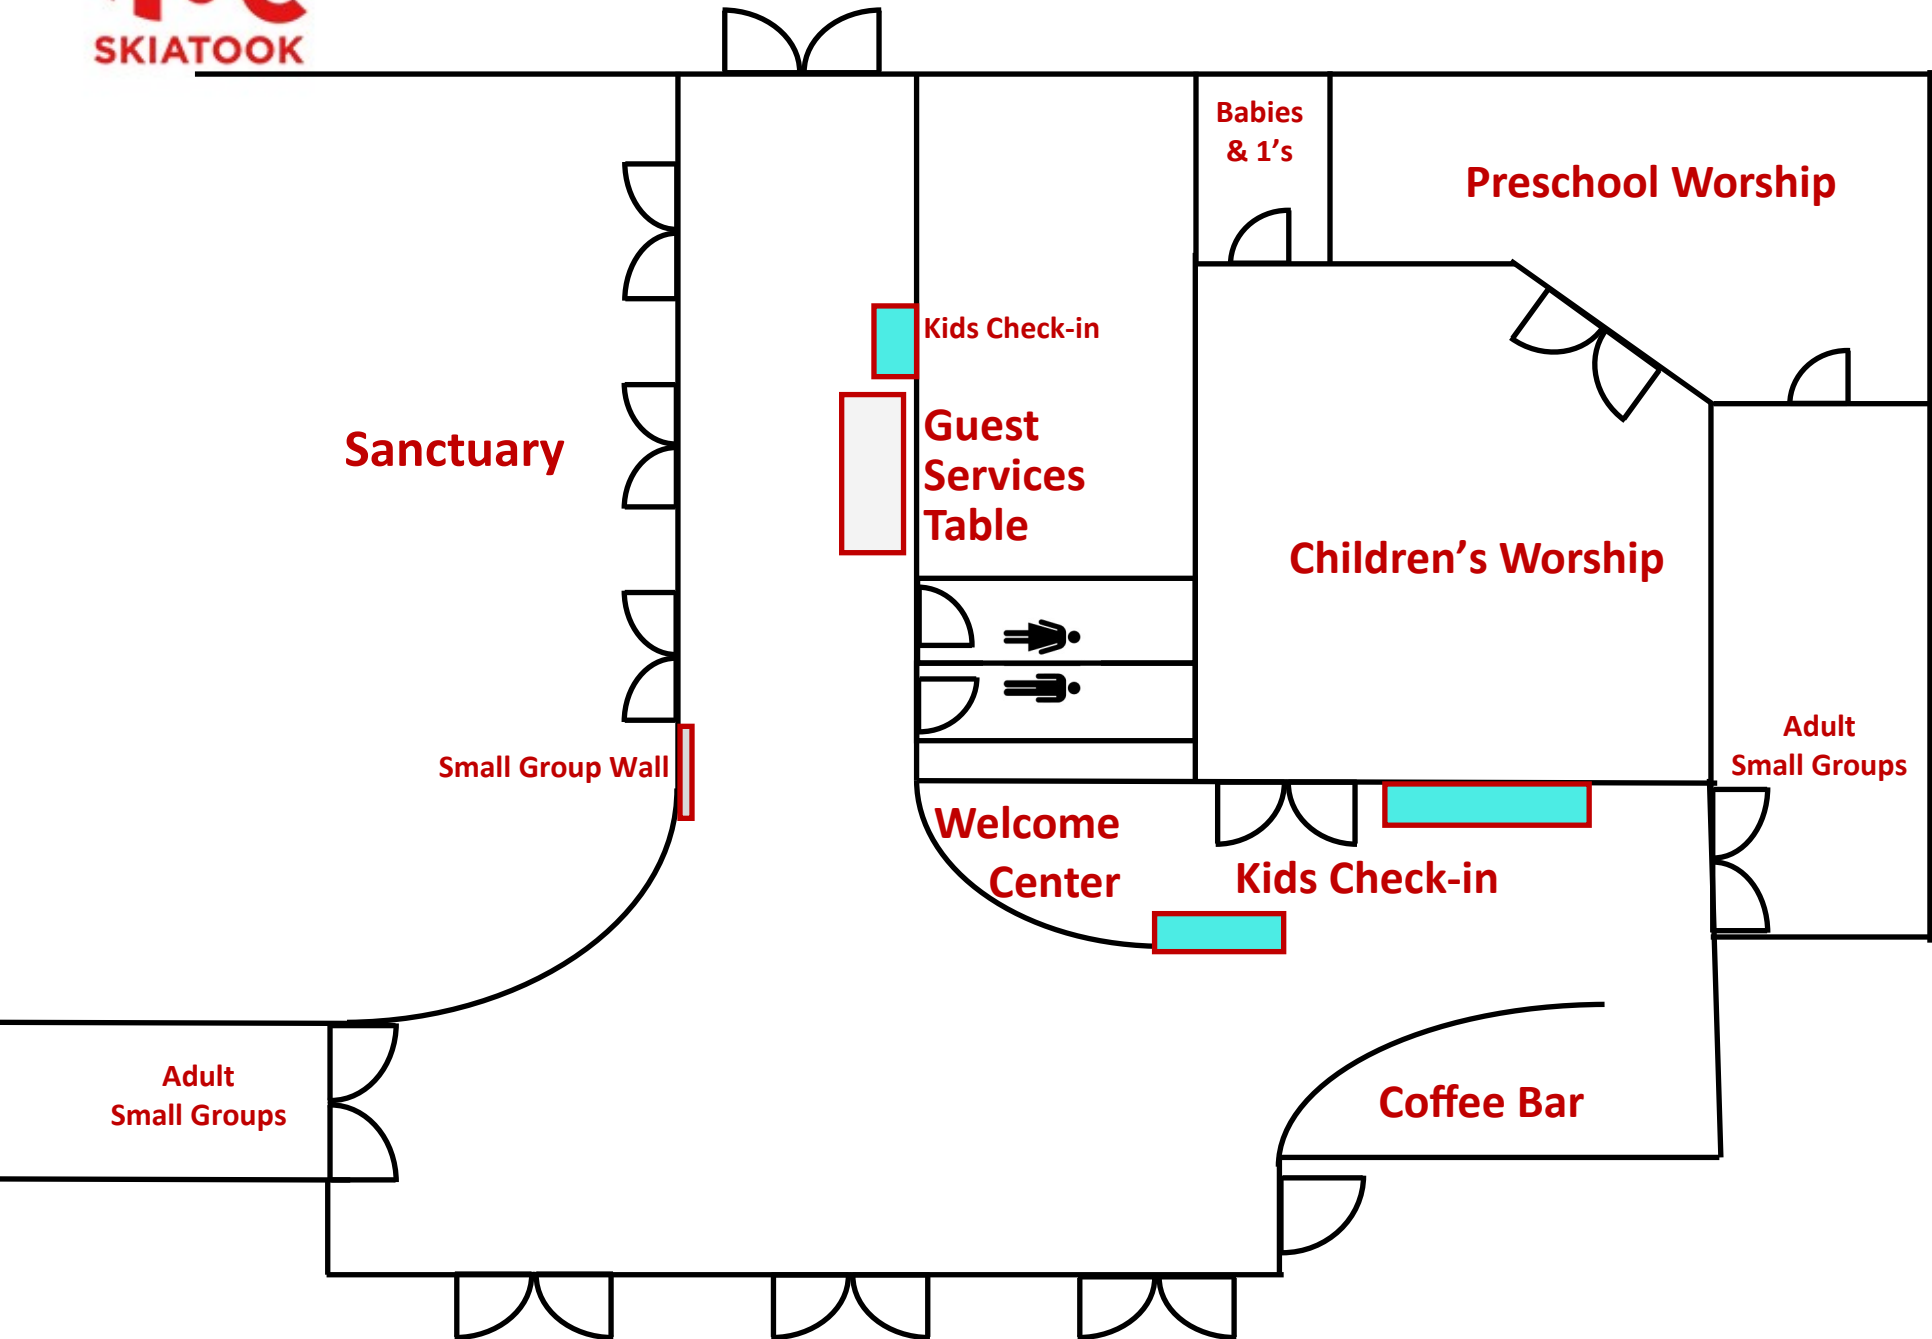 SKIATOOK
Babies
& 1’s
Preschool Worship
Kids Check-in
Guest
Services
Table
Sanctuary
Children’s Worship
Small Group Wall
Adult
Small Groups
Welcome
Center
Kids Check-in
Adult
Small Groups
Coffee Bar